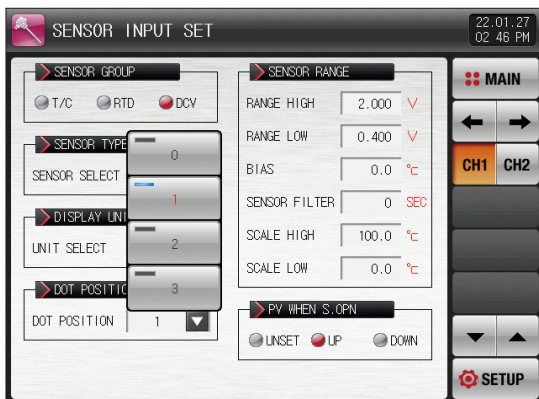 SENSOR INPUT SET
22.01.27
02 46 PM
SENSOR GROUP
T/C RTD DCV
SENSOR TYPE
SENSOR SELECT
DISPLAY UNI
UNIT SELECT
DOT POSITIO
DOT POSITION 1
0
1
2
3
SENSOR RANGE
RANGE HIGH 2.000 V
RANGE LOW 0.400 V
BIAS 0.0 ℃
SENSOR FILTER 0 SEC
SCALE HIGH 100.0 ℃
SCALE LOW 0.0 ℃
PV WHEN S.OPN
UNSET UP DOWN
MAIN
CH1 CH2
SETUP